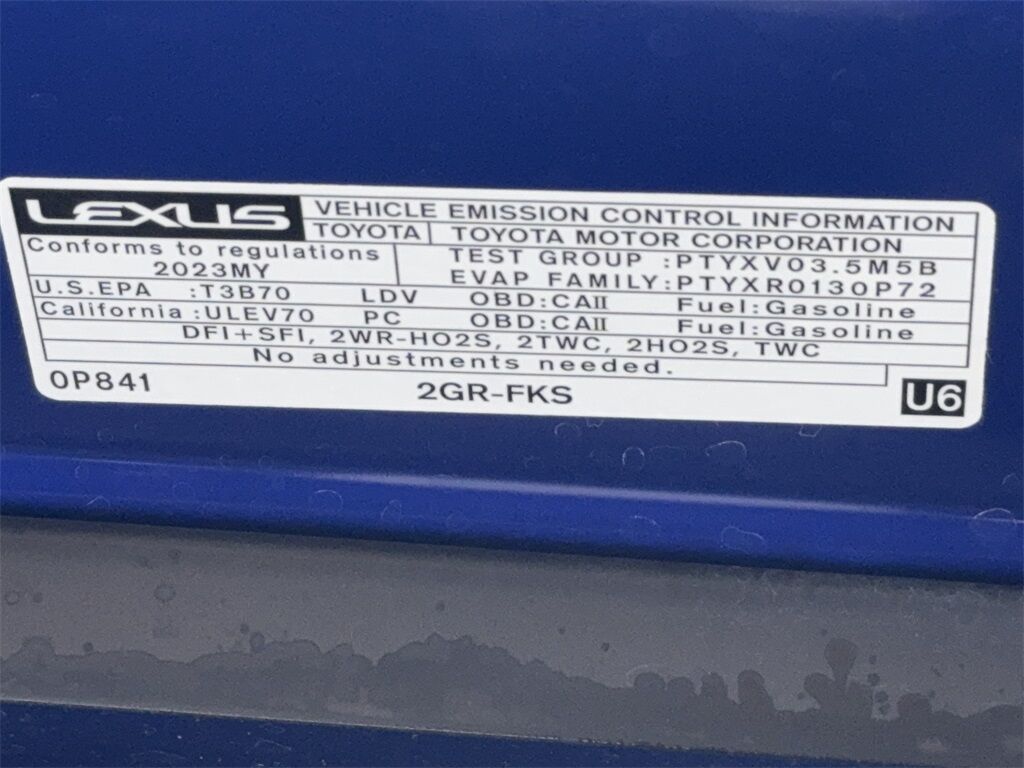 LEXUS VEHICLE EMISSION CONTROL INFORMATION
TOYOTA TOYOTA MOTOR CORPORATION
Conforms to regulations TEST GROUP :PTYXV03.5M5B
2023MY EVAP FAMILY:PTYXR0130P72
U.S.EPA :T3B70 LDV OBD:CAII Fuel:Gasoline
California :ULEV70 PC OBD:CAII Fuel:Gasoline
DFI+SFI, 2WR-HO2S, 2TWC, 2HO2S, TWC
No adjustments needed.
0P841 2GR-FKS U6